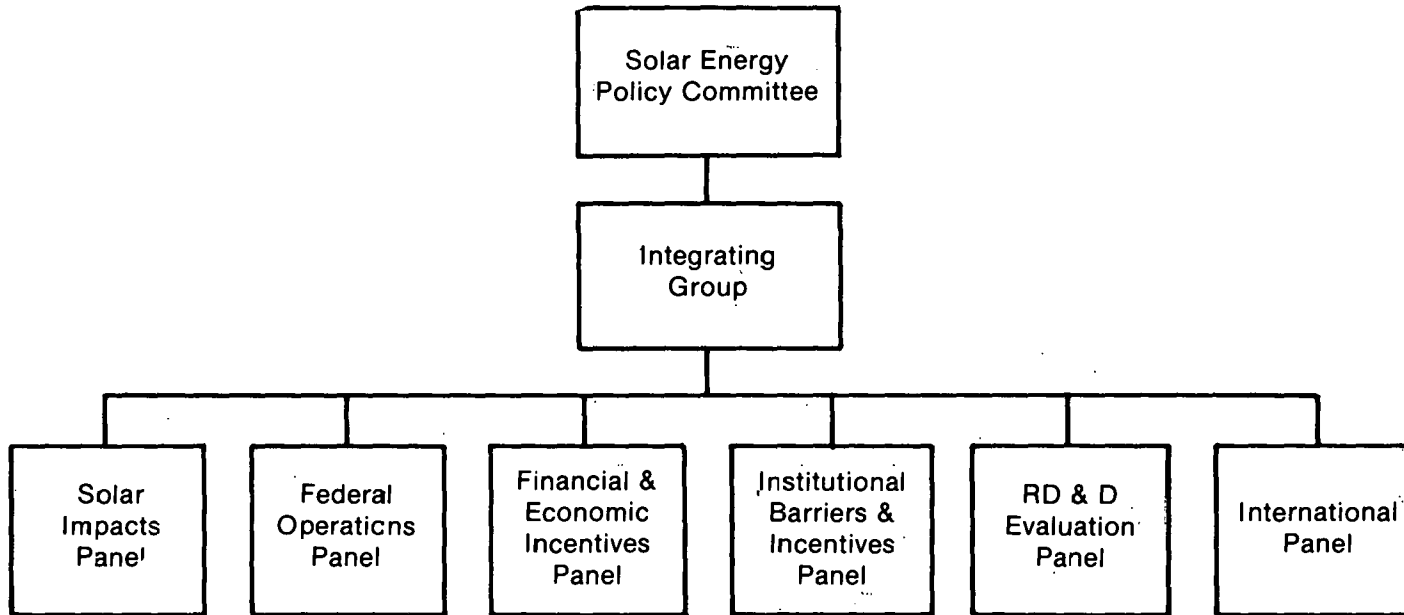 Solar Energy
Policy Committee
Integrating
Group
Solar
Impacts
Panel
Federal
Operations
Panel
Financial &
Economic
Incentives
Panel
Institutional
Barriers &
Incentives
Panel
RD & D
Evaluation
Panel
International
Panel